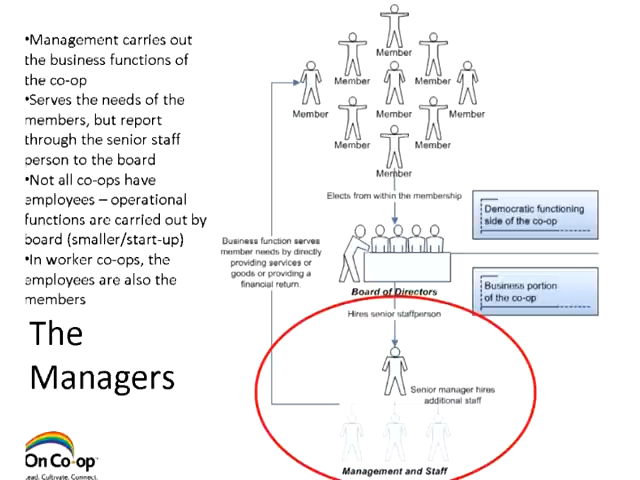 •Management carries out
the business functions of
the co-op
•Serves the needs of the
members, but report
through the senior staff
person to the board
•Not all co-ops have
employees – operational
functions are carried out by
board (smaller/start-up)
•In worker co-ops, the
employees are also the
members
The
Managers
On Co-op
Lead. Cultivate. Connect.
Member
Member
Member
Member
Member
Member
Member
Member
Member
Elects from within the membership
Democratic functioning
side of the co-op
Business function serves
member needs by directly
providing services or
goods or providing a
financial return.
Board of Directors
Business portion
of the co-op
Hires senior staffperson
Senior manager hires
additional staff
Management and Staff